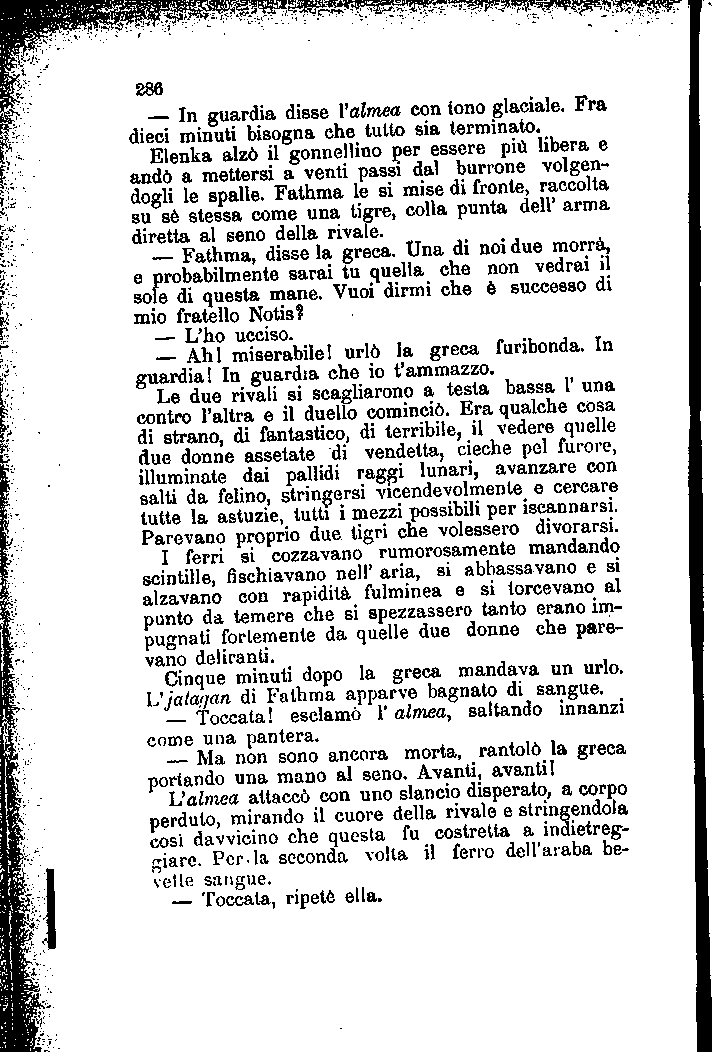 286
— In guardia disse l'almea con tono glaciale. Fra
dieci minuti bisogna che tutto sia terminato.
Elenka alzò il gonnellino per essere più libera e
andò a mettersi a venti passi dal burrone volgen-
dogli le spalle. Fathma le si mise di fronte, raccolta
su sè stessa come una tigre, colla punta dell' arma
diretta al seno della rivale.
— Fathma, disse la greca. Una di noi due morrà,
e probabilmente sarai tu quella che non vedrai il
sole di questa mane. Vuoi dirmi che è successo di
mio fratello Notis?
— L'ho ucciso.
— Ah! miserabile! urlò la greca furibonda. In
guardia! In guardia che io t'ammazzo.
Le due rivali si scagliarono a testa bassa l' una
contro l'altra e il duello cominciò. Era qualche cosa
di strano, di fantastico, di terribile, il vedere quelle
due donne assetate di vendetta, cieche pel furore,
illuminate dai pallidi raggi lunari, avanzare con
salti da felino, stringersi vicendevolmente e cercare
tutte la astuzie, tutti i mezzi possibili per iscannarsi.
Parevano proprio due tigri che volessero divorarsi.
I ferri si cozzavano rumorosamente mandando
scintille, fischiavano nell' aria, si abbassavano e si
alzavano con rapidità fulminea e si torcevano al
punto da temere che si spezzassero tanto erano im-
pugnati fortemente da quelle due donne che pare-
vano deliranti.
Cinque minuti dopo la greca mandava un urlo.
L'jatagan di Fathma apparve bagnato di sangue.
— Toccata! esclamò l' almea, saltando innanzi
come una pantera.
— Ma non sono ancora morta, rantolò la greca
portando una mano al seno. Avanti, avanti!
L'almea attaccò con uno slancio disperato, a corpo
perduto, mirando il cuore della rivale e stringendola
così davvicino che questa fu costretta a indietreg-
giare. Per la seconda volta il ferro dell'araba be-
vette sangue.
— Toccata, ripetè ella.